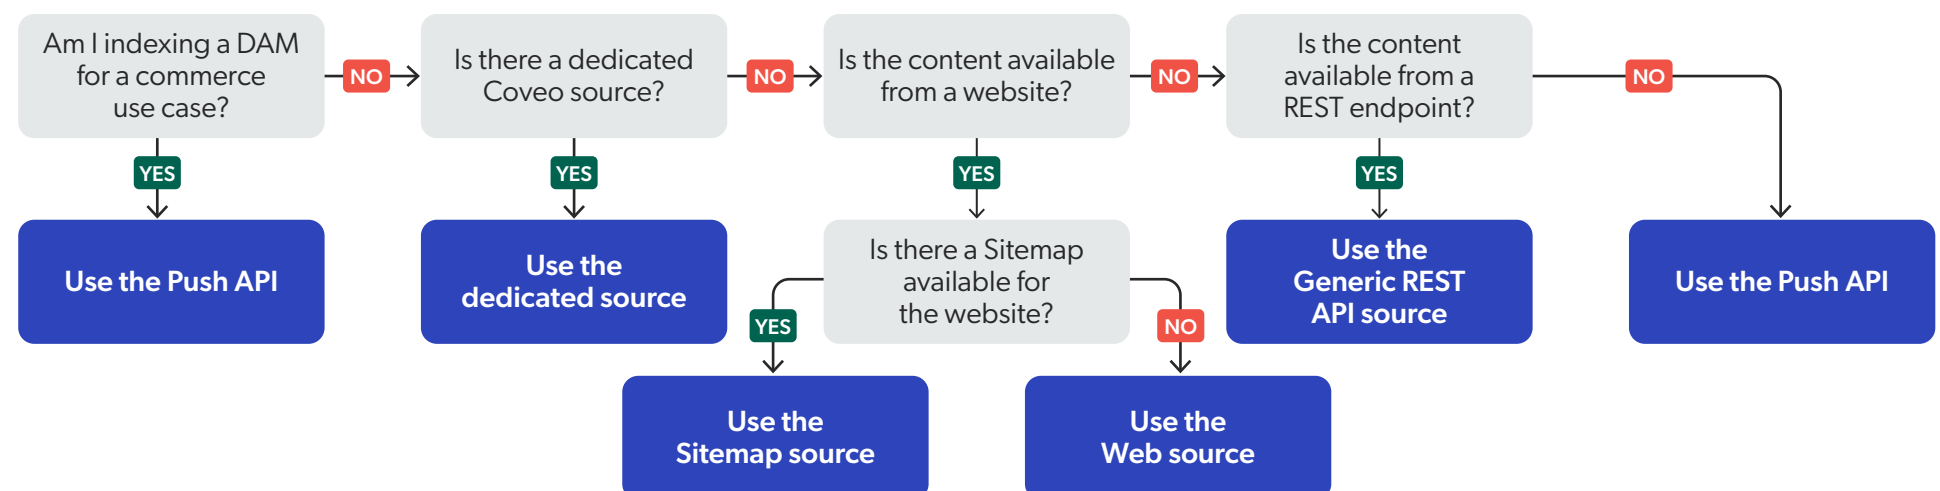 Am I indexing a DAM
for a commerce
use case?
NO
Is there a dedicated
Coveo source?
NO
Is the content available
from a website?
NO
Is the content
available from a
REST endpoint?
NO
YES
YES
YES
YES
Use the Push API
Use the
dedicated source
Is there a Sitemap
available for
the website?
Use the
Generic REST
API source
Use the Push API
YES
NO
Use the
Sitemap source
Use the
Web source